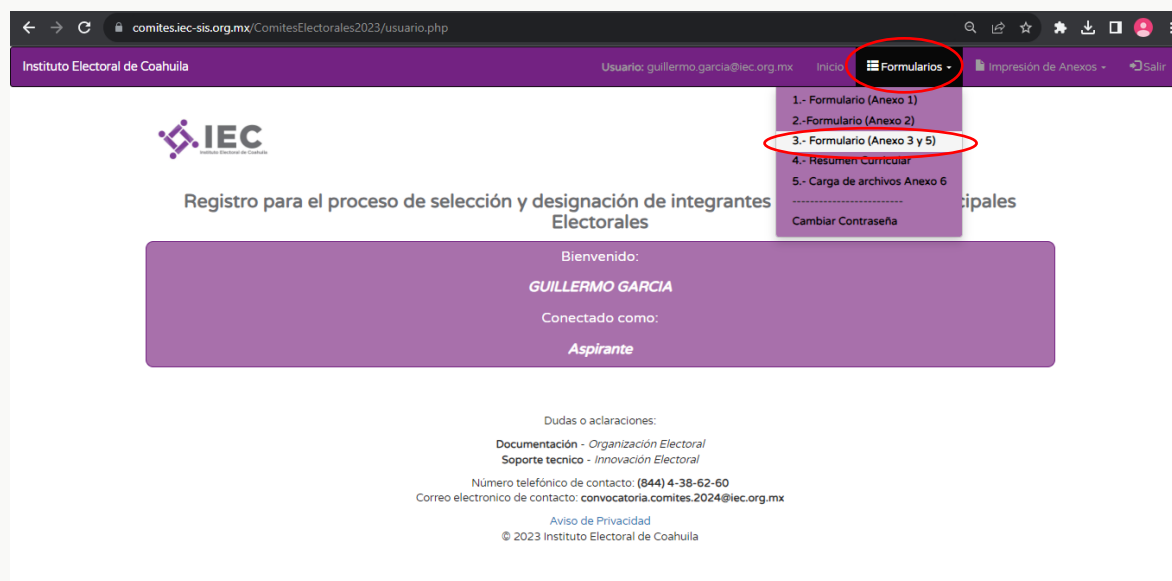 comites.iec-sis.org.mx/ComitesElectorales2023/usuario.php
Instituto Electoral de Coahuila
Usuario: guillermo.garcia@iec.org.mx
Inicio
Formularios
Impresión de Anexos
Salir
1.- Formulario (Anexo 1)
2.-Formulario (Anexo 2)
3.- Formulario (Anexo 3 y 5)
4.- Resumen Curricular
5.- Carga de archivos Anexo 6
-------------------------
Cambiar Contraseña
IEC
Instituto Electoral de Coahuila
Registro para el proceso de selección y designación de integrantes cipales
Electorales
Bienvenido:
GUILLERMO GARCIA
Conectado como:
Aspirante
Dudas o aclaraciones:
Documentación - Organización Electoral
Soporte tecnico - Innovación Electoral
Número telefónico de contacto: (844) 4-38-62-60
Correo electronico de contacto: convocatoria.comites.2024@iec.org.mx
Aviso de Privacidad
© 2023 Instituto Electoral de Coahuila